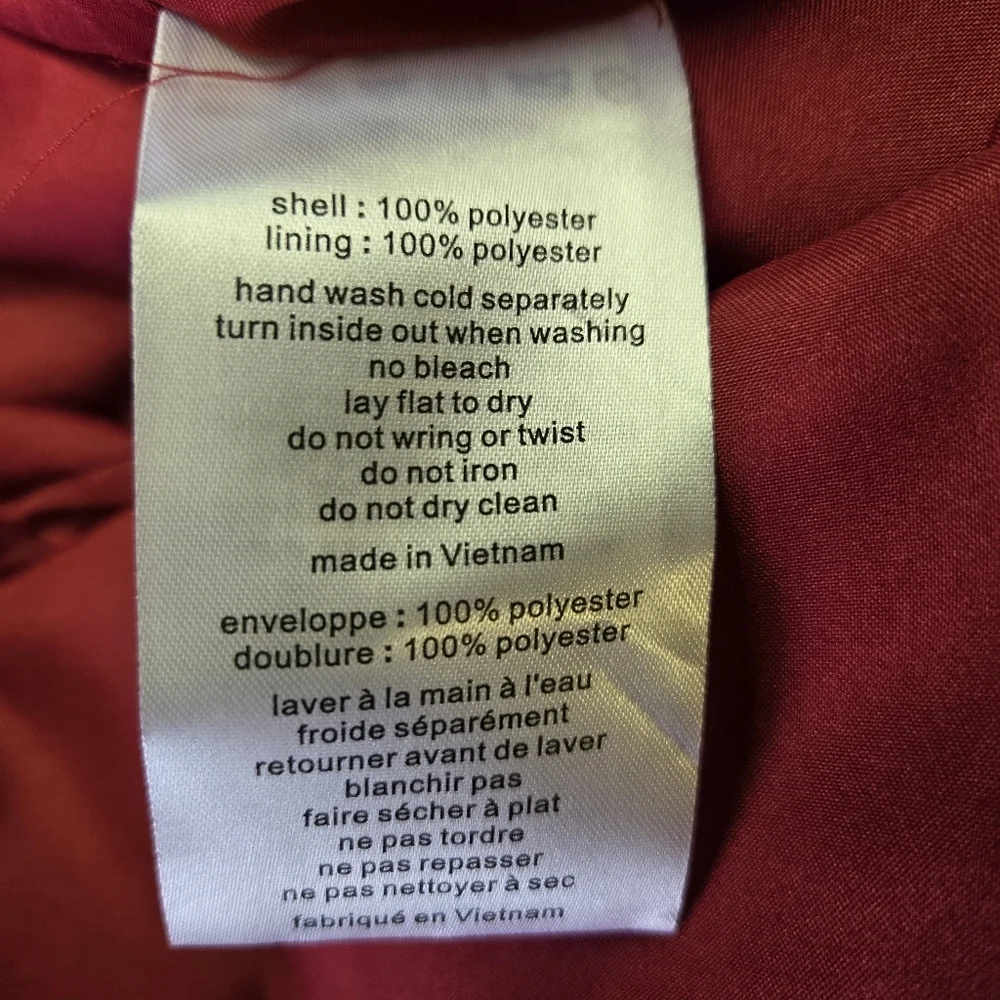 shell : 100% polyester
lining : 100% polyester
hand wash cold separately
turn inside out when washing
no bleach
lay flat to dry
do not wring or twist
do not iron
do not dry clean
made in Vietnam
enveloppe : 100% polyester
doublure : 100% polyester
laver à la main à l'eau
froide séparément
retourner avant de laver
blanchir pas
faire sécher à plat
ne pas tordre
ne pas repasser
ne pas nettoyer à sec
fabriqué en Vietnam